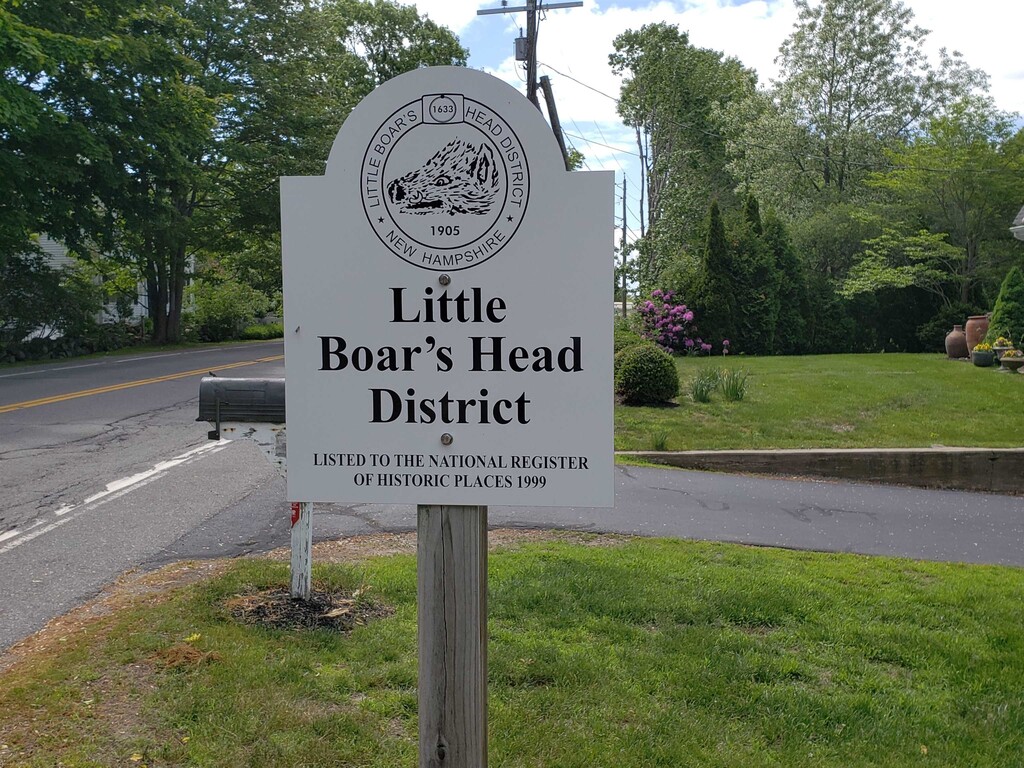 1633
LITTLE BOAR'S HEAD DISTRICT
1905
★ NEW HAMPSHIRE ★
Little
Boar's Head
District
LISTED TO THE NATIONAL REGISTER
OF HISTORIC PLACES 1999